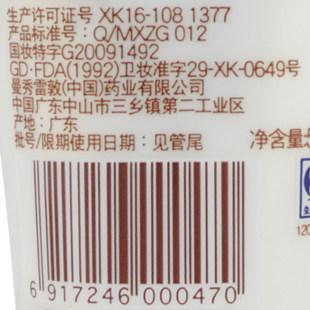 生产许可证号 XK16-108 1377
产品标准号: Q/MXZG 012
国妆特字G20091492
GD·FDA(1992)卫妆准字29-XK-0649号
曼秀雷敦(中国)药业有限公司
中国广东中山市三乡镇第二工业区
产地: 广东
批号/限期使用日期: 见管尾
净含量
120
6 917246 000470